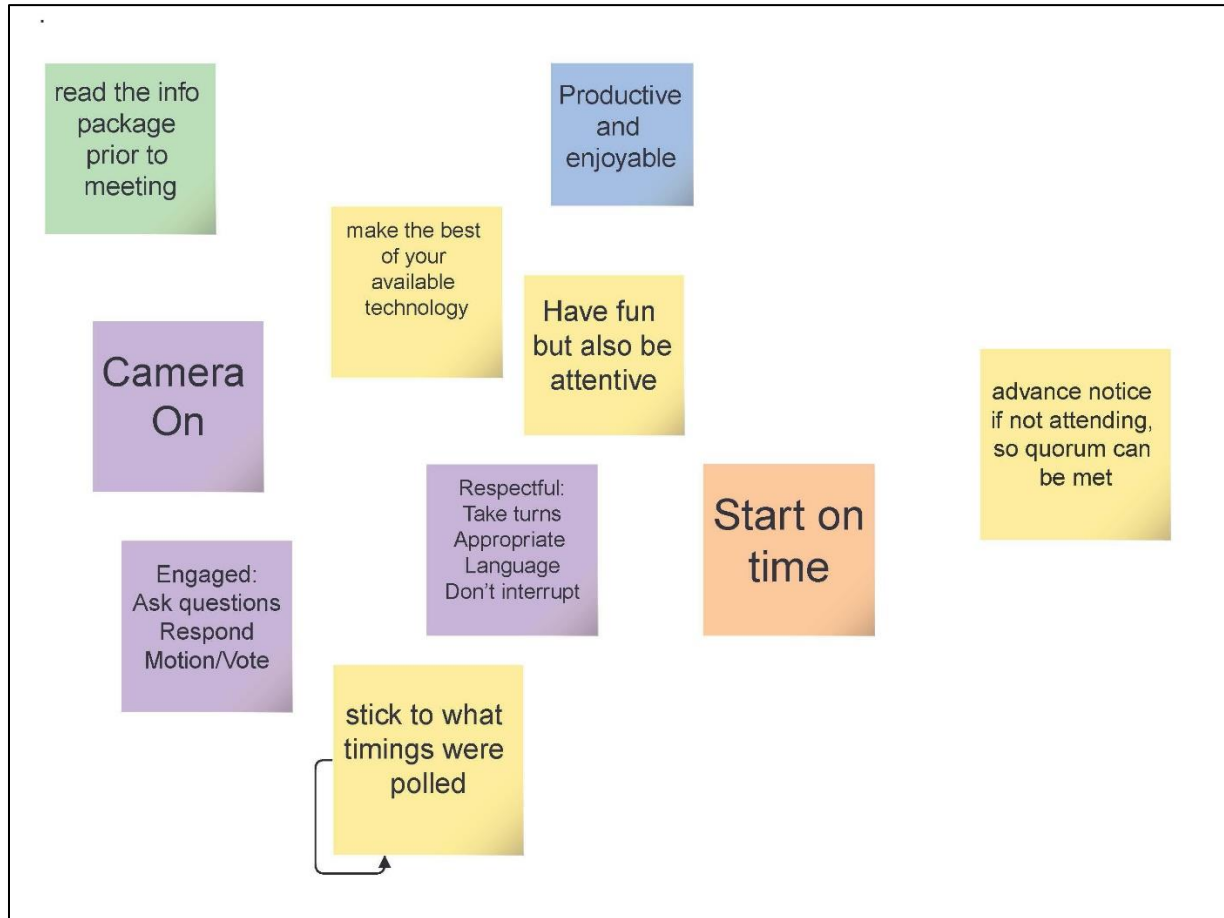 read the info
package
prior to
meeting
Productive
and
enjoyable
make the best
of your
available
technology
Have fun
but also be
attentive
Camera
On
advance notice
if not attending,
so quorum can
be met
Respectful:
Take turns
Appropriate
Language
Don’t interrupt
Start on
time
Engaged:
Ask questions
Respond
Motion/Vote
stick to what
timings were
polled